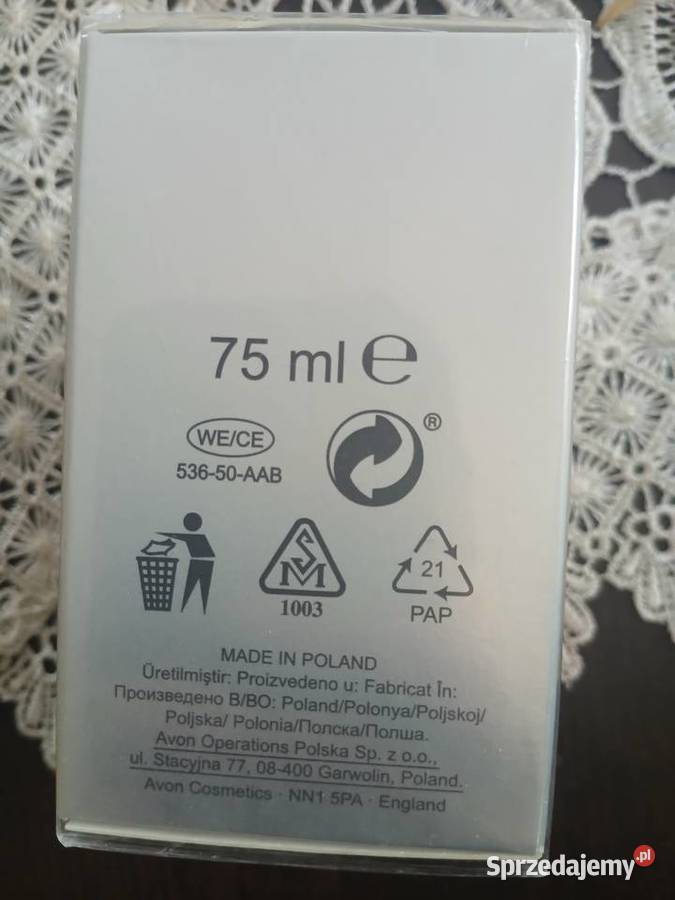 75 ml ℮
WE/CE
536-50-AAB
®
SM
1003
21
PAP
MADE IN POLAND
Üretilmiştir: Proizvedeno u: Fabricat În:
Произведено В/ВО: Poland/Polonya/Poljskoj/
Poljska/ Polonia/Полска/Полша.
Avon Operations Polska Sp. z o.o.,
ul. Stacyjna 77, 08-400 Garwolin, Poland.
Avon Cosmetics · NN1 5PA · England
Sprzedajemy.pl